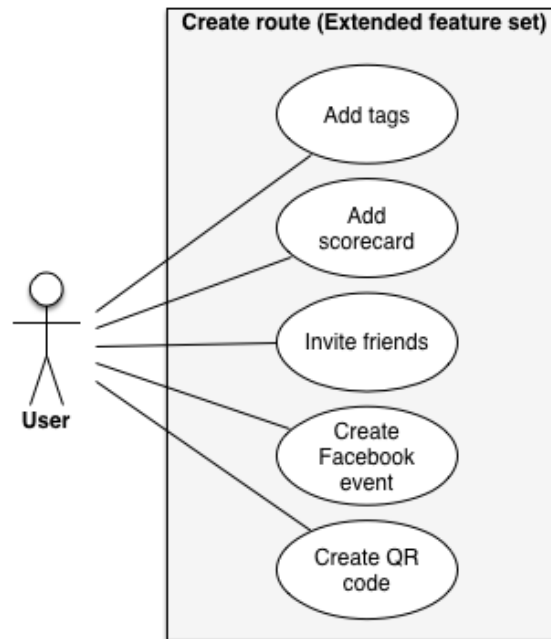 Create route (Extended feature set)
Add tags
Add
scorecard
Invite friends
User
Create
Facebook
event
Create QR
code